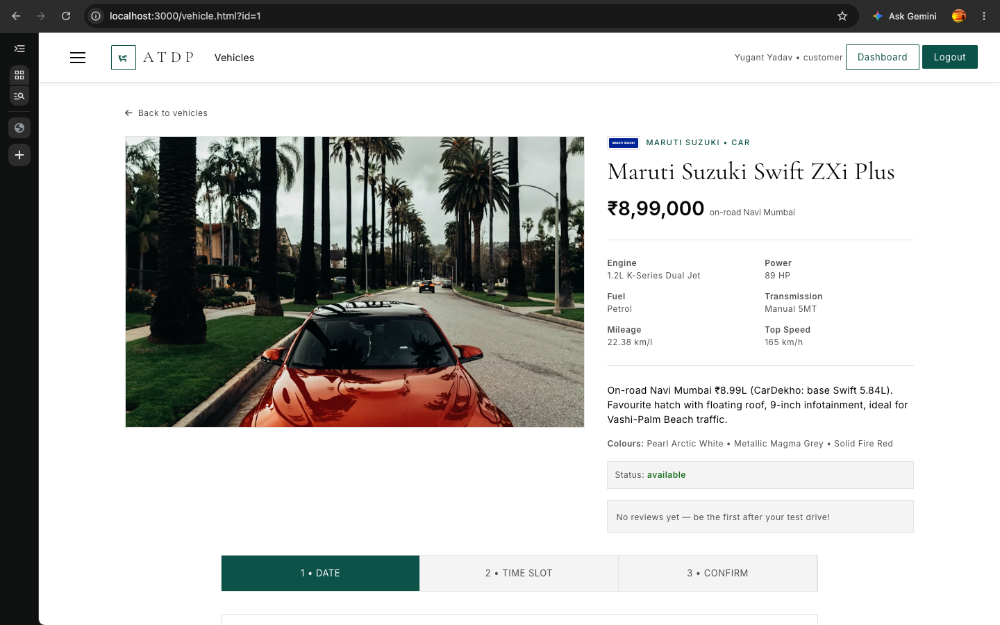 localhost:3000/vehicle.html?id=1
Ask Gemini
ATDP
Vehicles
Yugant Yadav • customer
Dashboard
Logout
← Back to vehicles
MARUTI SUZUKI
MARUTI SUZUKI • CAR
Maruti Suzuki Swift ZXi Plus
₹8,99,000 on-road Navi Mumbai
Engine
1.2L K-Series Dual Jet
Power
89 HP
Fuel
Petrol
Transmission
Manual 5MT
Mileage
22.38 km/l
Top Speed
165 km/h
On-road Navi Mumbai ₹8.99L (CarDekho: base Swift 5.84L).
Favourite hatch with floating roof, 9-inch infotainment, ideal for
Vashi-Palm Beach traffic.
Colours: Pearl Arctic White • Metallic Magma Grey • Solid Fire Red
Status: available
No reviews yet — be the first after your test drive!
1 • DATE
2 • TIME SLOT
3 • CONFIRM